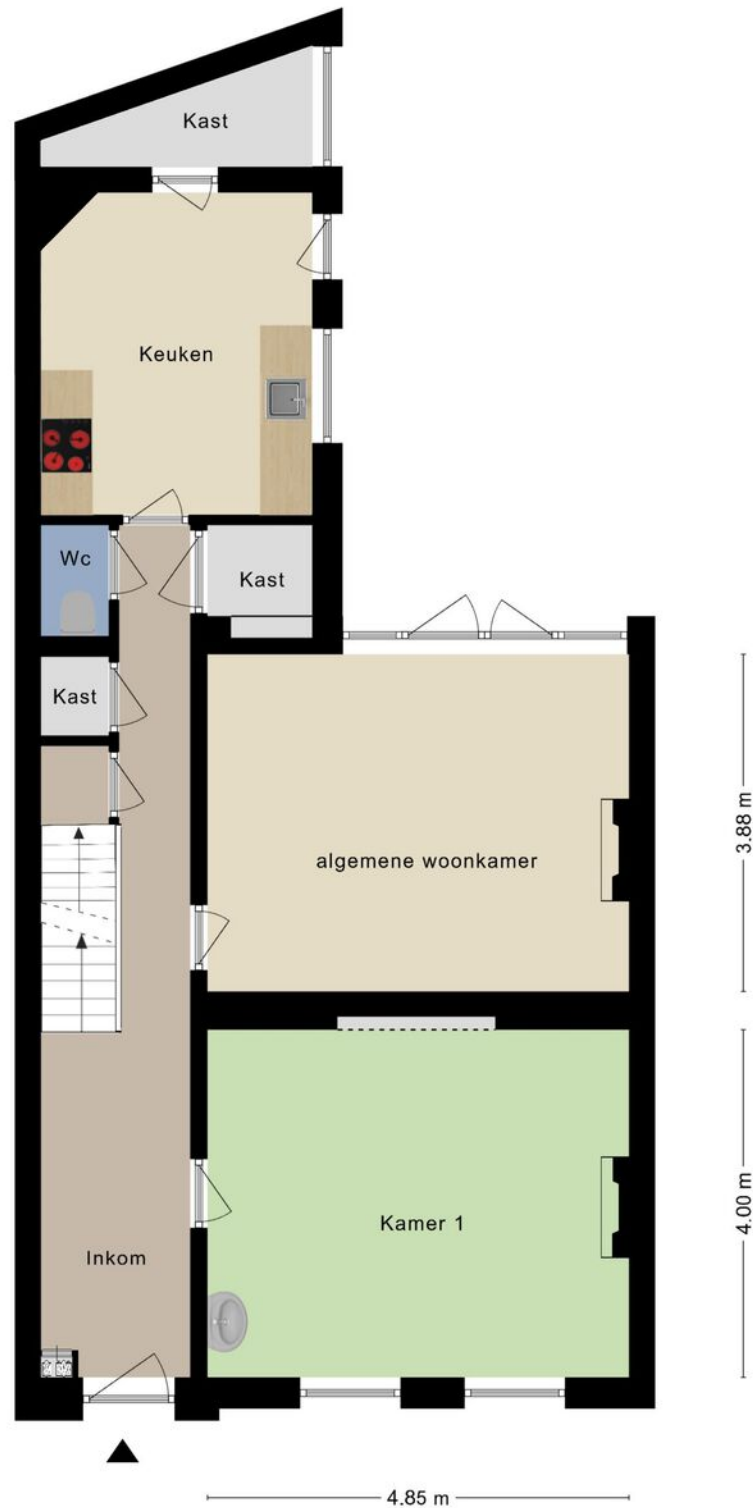 Kast
Keuken
Wc
Kast
Kast
algemene woonkamer
3.88 m
Kamer 1
4.00 m
Inkom
4.85 m